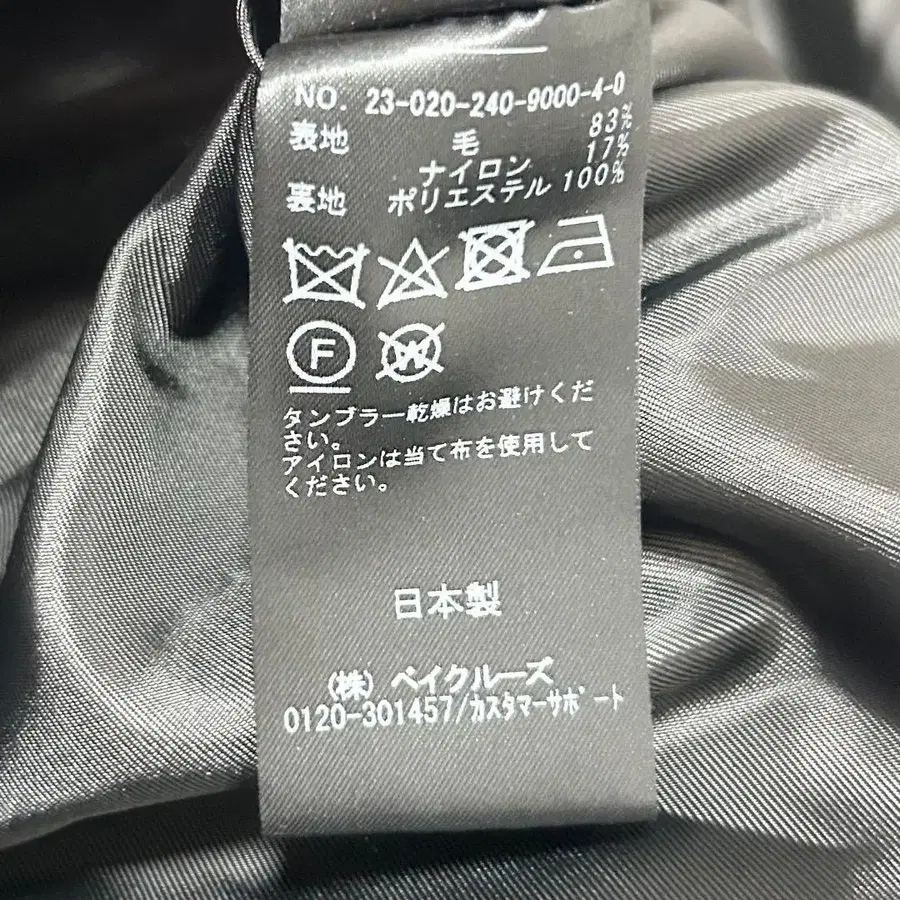 NO. 23-020-240-9000-4-0
表地 毛 83%
ナイロン 17%
裏地 ポリエステル 100%
F W
タンブラー乾燥はお避けくだ
さい。
アイロンは当て布を使用して
ください。
日本製
(株) ベイクルーズ
0120-301457/カスタマーサポート